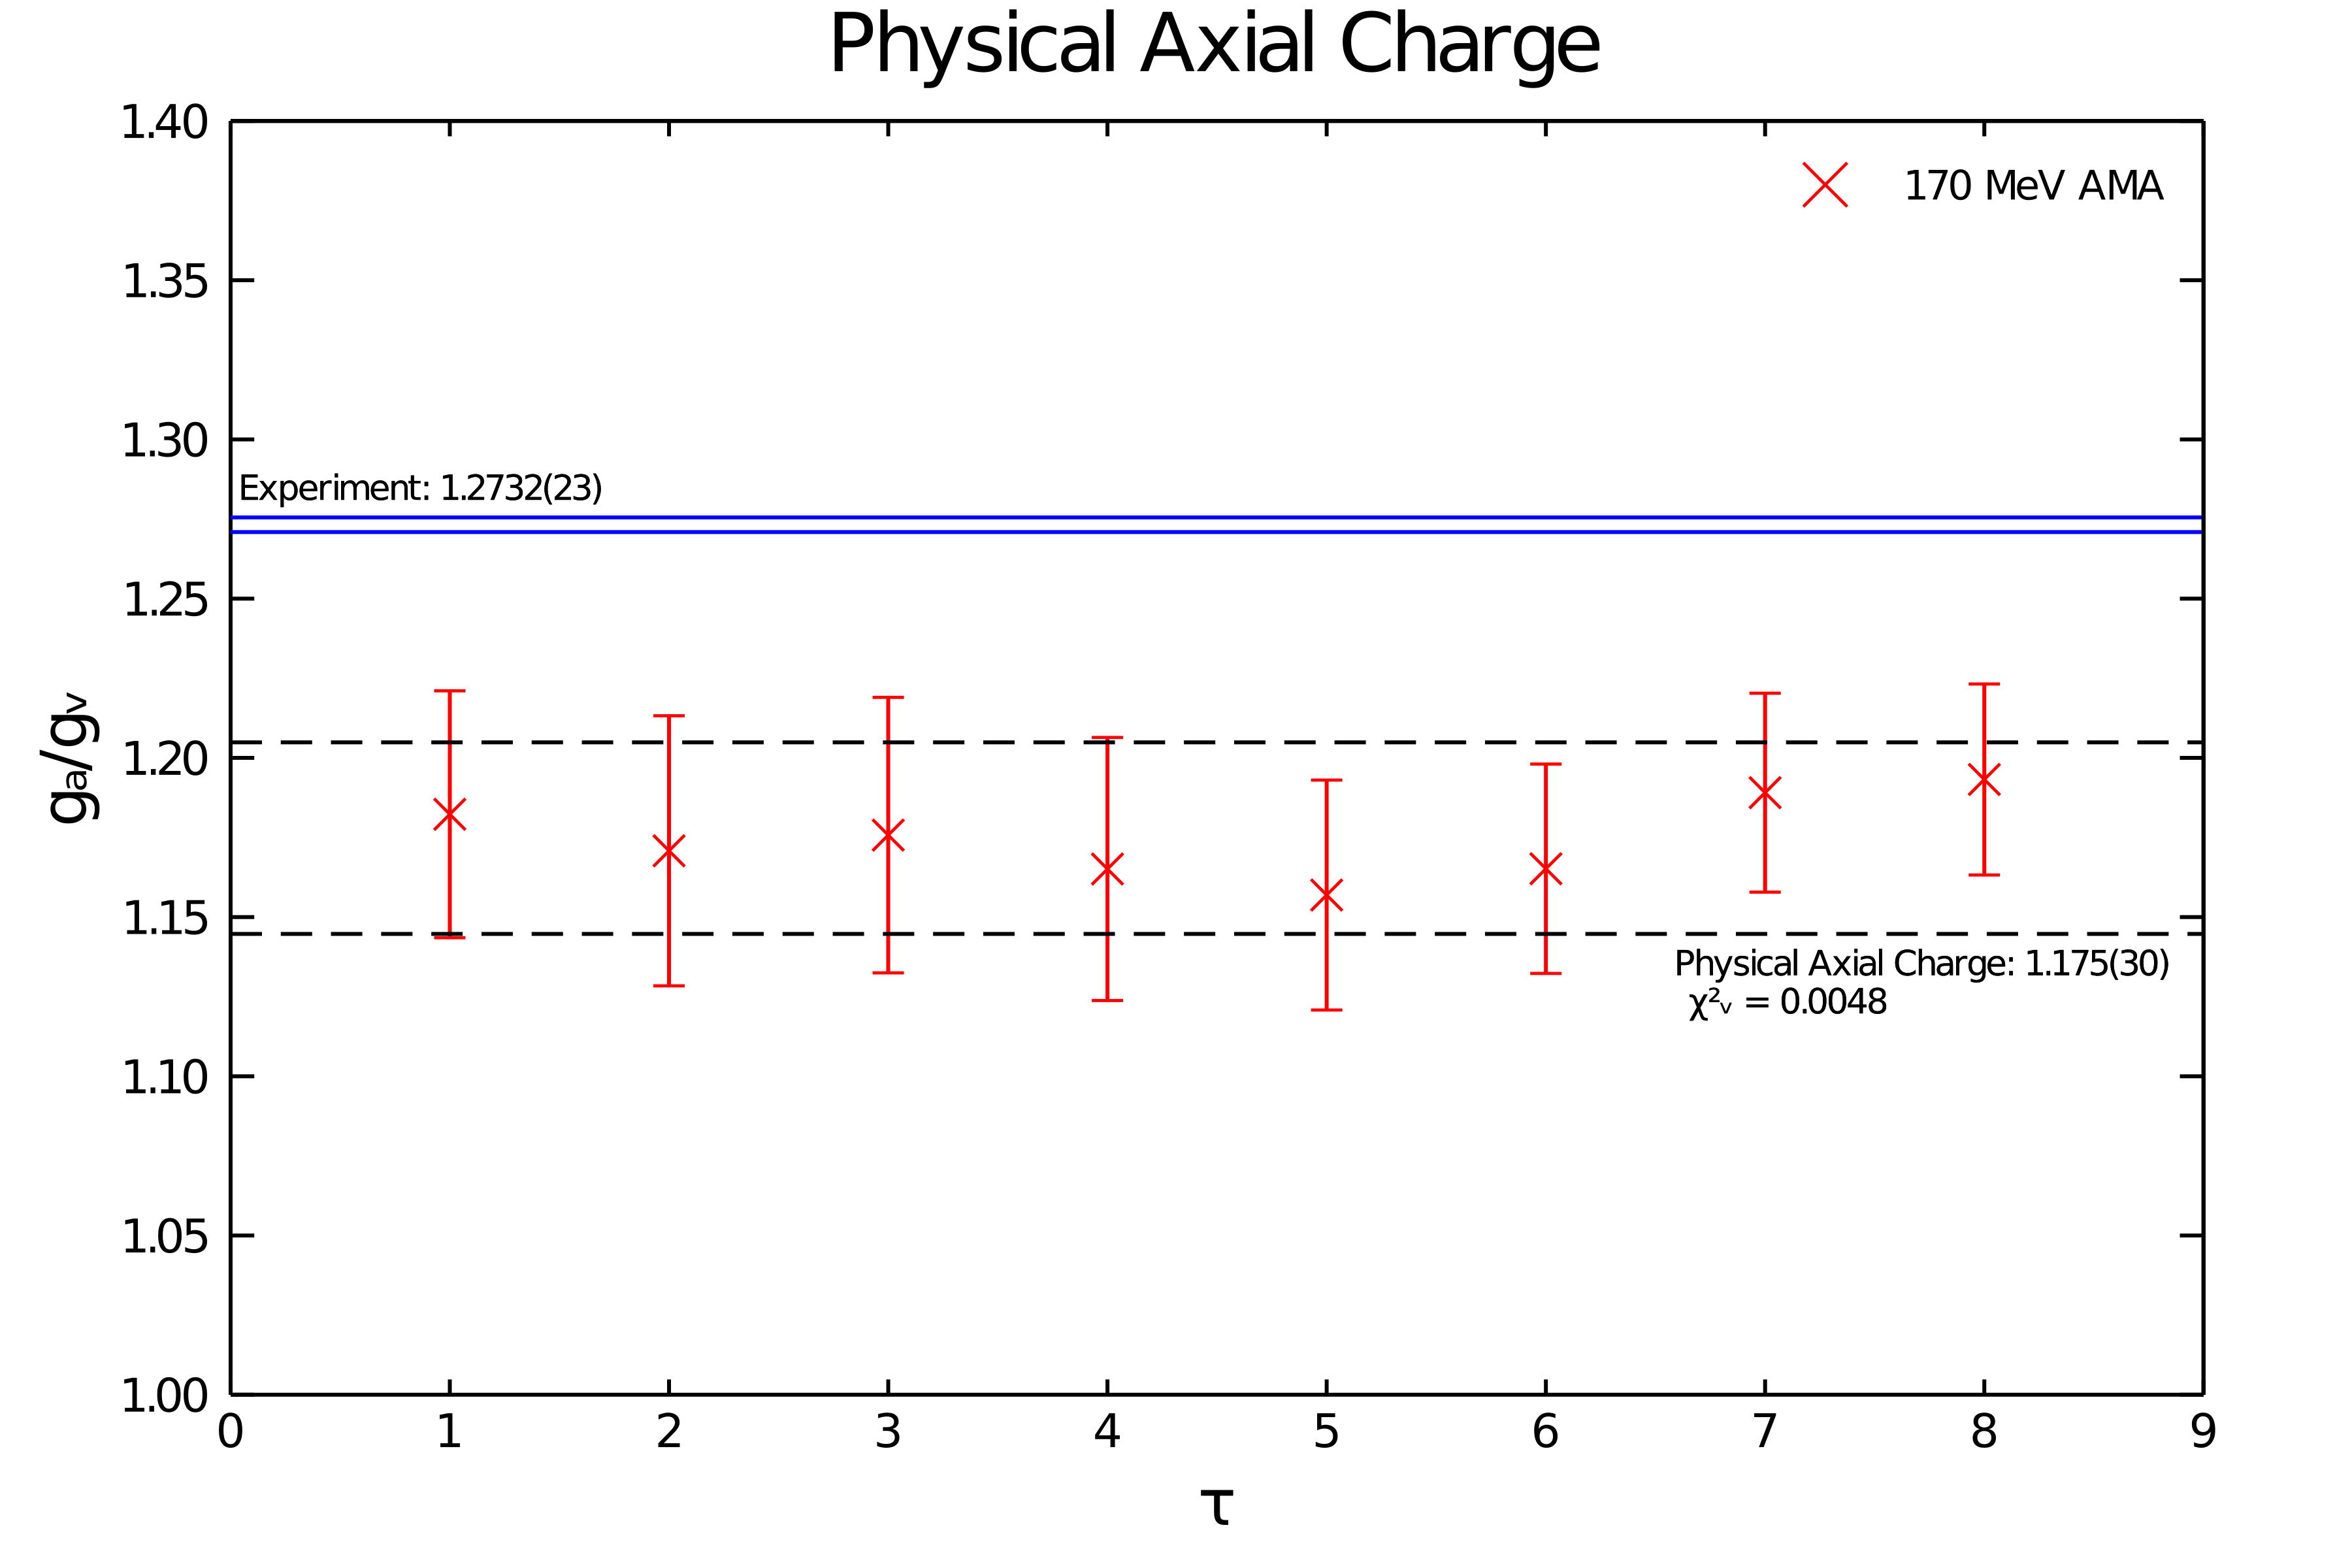 Physical Axial Charge
1.40
170 MeV AMA
1.35
1.30
Experiment: 1.2732(23)
1.25
gₐ/gᵥ
1.20
1.15
Physical Axial Charge: 1.175(30)
χ²ᵥ = 0.0048
1.10
1.05
1.00
0 1 2 3 4 5 6 7 8 9
τ